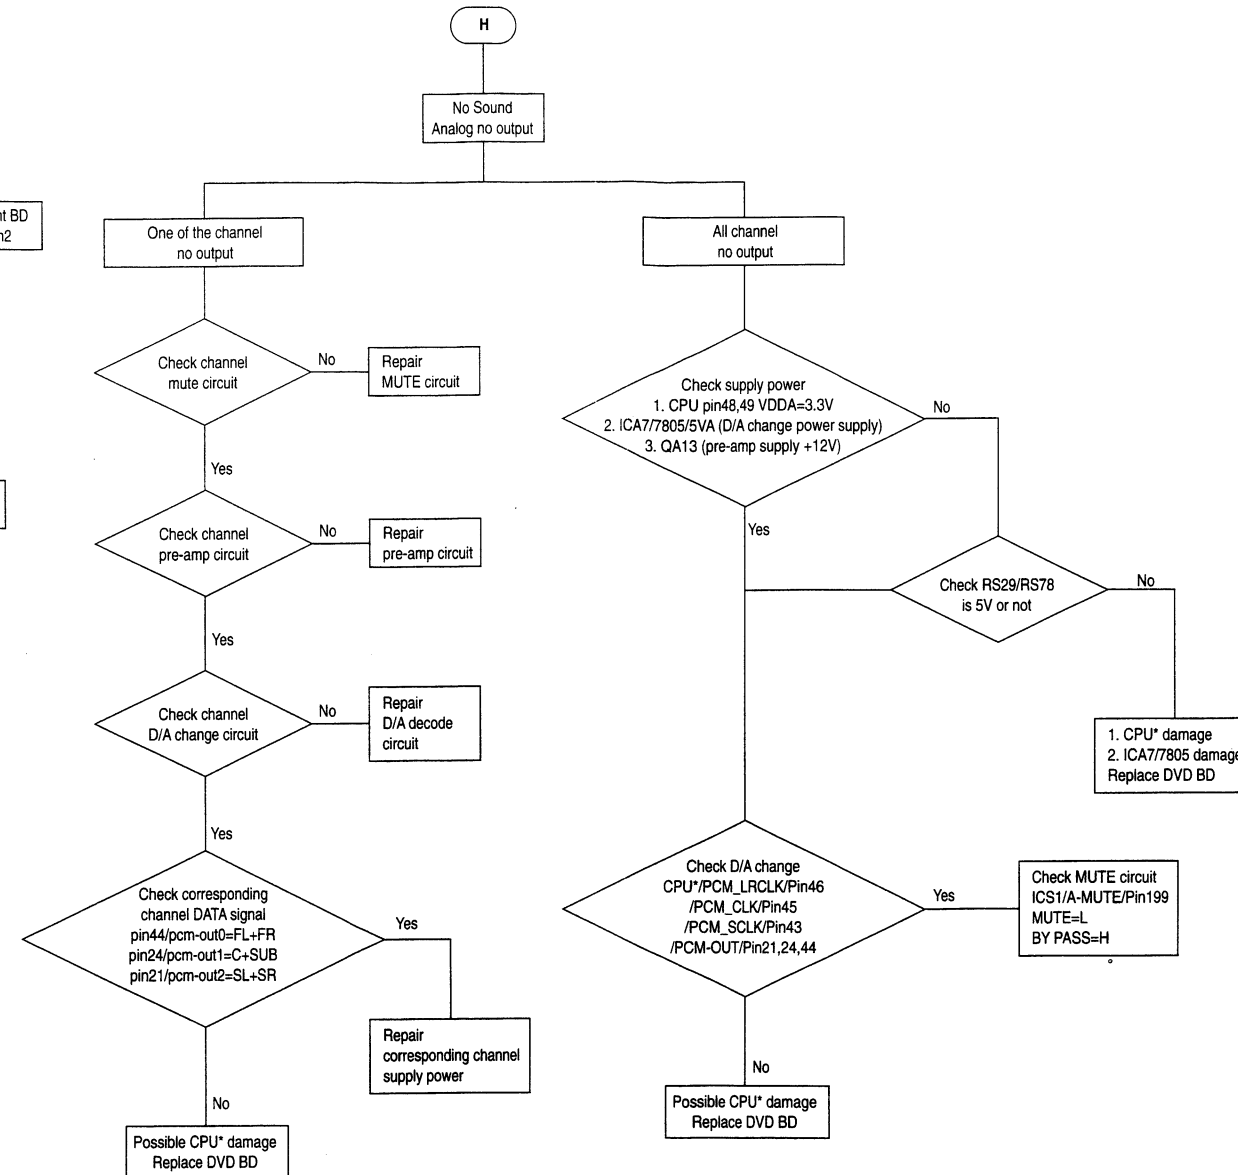 H
No Sound
Analog no output
nt BD
n2
One of the channel
no output
Check channel
mute circuit
No
Repair
MUTE circuit
Yes
Check channel
pre-amp circuit
No
Repair
pre-amp circuit
Yes
Check channel
D/A change circuit
No
Repair
D/A decode
circuit
Yes
Check corresponding
channel DATA signal
pin44/pcm-out0=FL+FR
pin24/pcm-out1=C+SUB
pin21/pcm-out2=SL+SR
Yes
Repair
corresponding channel
supply power
No
Possible CPU* damage
Replace DVD BD
All channel
no output
Check supply power
1. CPU pin48,49 VDDA=3.3V
2. ICA7/7805/5VA (D/A change power supply)
3. QA13 (pre-amp supply +12V)
No
Yes
Check RS29/RS78
is 5V or not
No
1. CPU* damage
2. ICA7/7805 damage
Replace DVD BD
Check D/A change
CPU*/PCM_LRCLK/Pin46
/PCM_CLK/Pin45
/PCM_SCLK/Pin43
/PCM-OUT/Pin21,24,44
Yes
Check MUTE circuit
ICS1/A-MUTE/Pin199
MUTE=L
BY PASS=H
No
Possible CPU* damage
Replace DVD BD